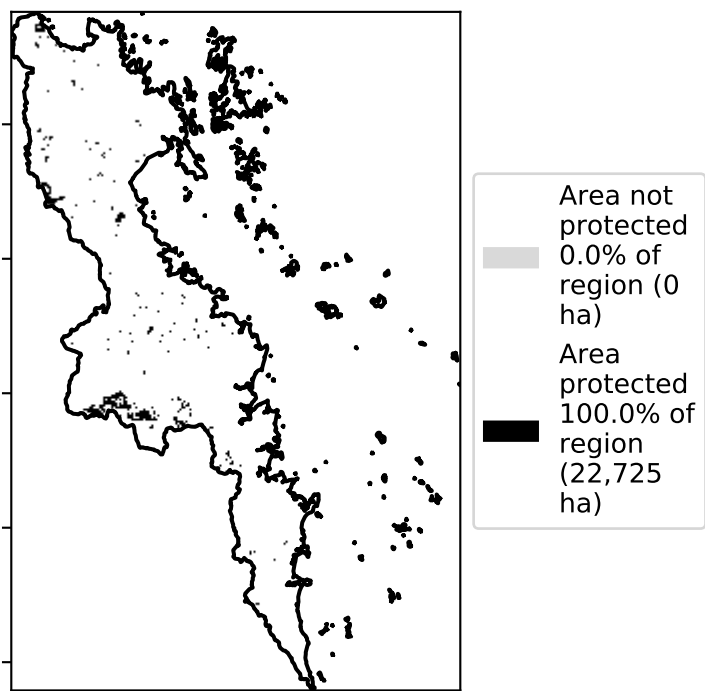 Area not
protected
0.0% of
region (0
ha)
Area
protected
100.0% of
region
(22,725
ha)